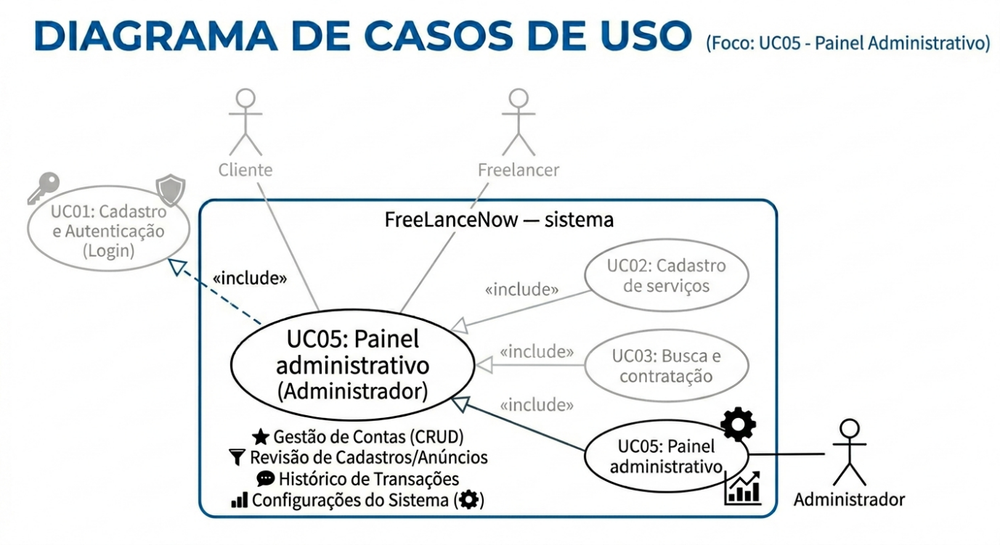 DIAGRAMA DE CASOS DE USO (Foco: UC05 - Painel Administrativo)
Cliente
Freelancer
UC01: Cadastro
e Autenticação
(Login)
FreeLanceNow — sistema
«include»
UC02: Cadastro
de serviços
«include»
UC05: Painel
administrativo
(Administrador)
«include»
UC03: Busca e
contratação
«include»
UC05: Painel
administrativo
Gestão de Contas (CRUD)
Revisão de Cadastros/Anúncios
Histórico de Transações
Configurações do Sistema ()
Administrador